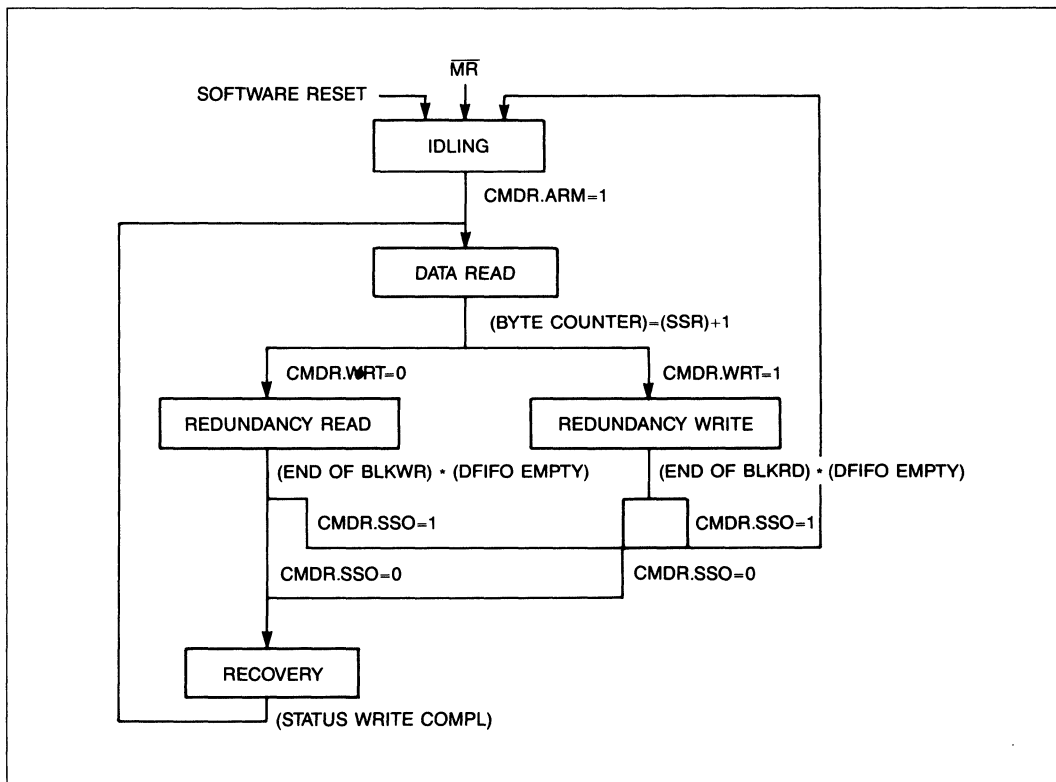 MR
SOFTWARE RESET
IDLING
CMDR.ARM=1
DATA READ
(BYTE COUNTER)=(SSR)+1
CMDR.WRT=0
CMDR.WRT=1
REDUNDANCY READ
REDUNDANCY WRITE
(END OF BLKWR) * (DFIFO EMPTY)
(END OF BLKRD) * (DFIFO EMPTY)
CMDR.SSO=1
CMDR.SSO=1
CMDR.SSO=0
CMDR.SSO=0
RECOVERY
(STATUS WRITE COMPL)